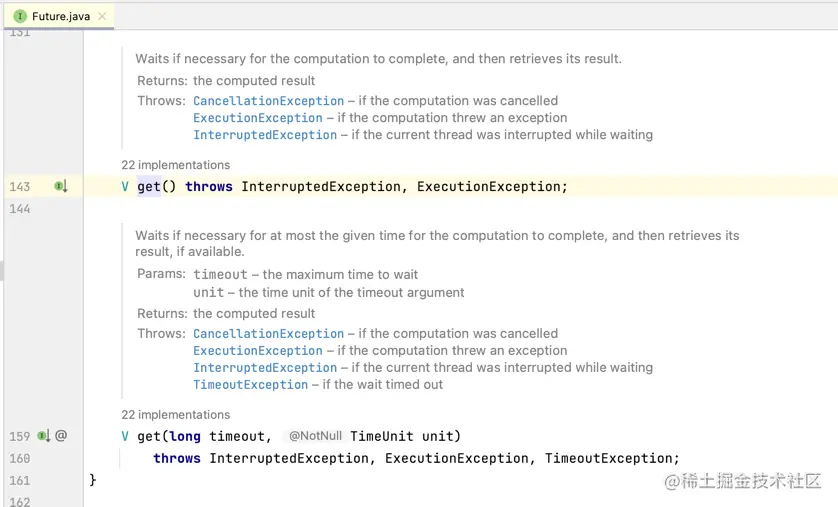 Future.java
131
Waits if necessary for the computation to complete, and then retrieves its result.
Returns: the computed result
Throws: CancellationException – if the computation was cancelled
ExecutionException – if the computation threw an exception
InterruptedException – if the current thread was interrupted while waiting
22 implementations
143 V get() throws InterruptedException, ExecutionException;
144
Waits if necessary for at most the given time for the computation to complete, and then retrieves its
result, if available.
Params: timeout – the maximum time to wait
unit – the time unit of the timeout argument
Returns: the computed result
Throws: CancellationException – if the computation was cancelled
ExecutionException – if the computation threw an exception
InterruptedException – if the current thread was interrupted while waiting
TimeoutException – if the wait timed out
22 implementations
159 @ V get(long timeout, @NotNull TimeUnit unit)
160 throws InterruptedException, ExecutionException, TimeoutException;
161 }
162
@稀土掘金技术社区